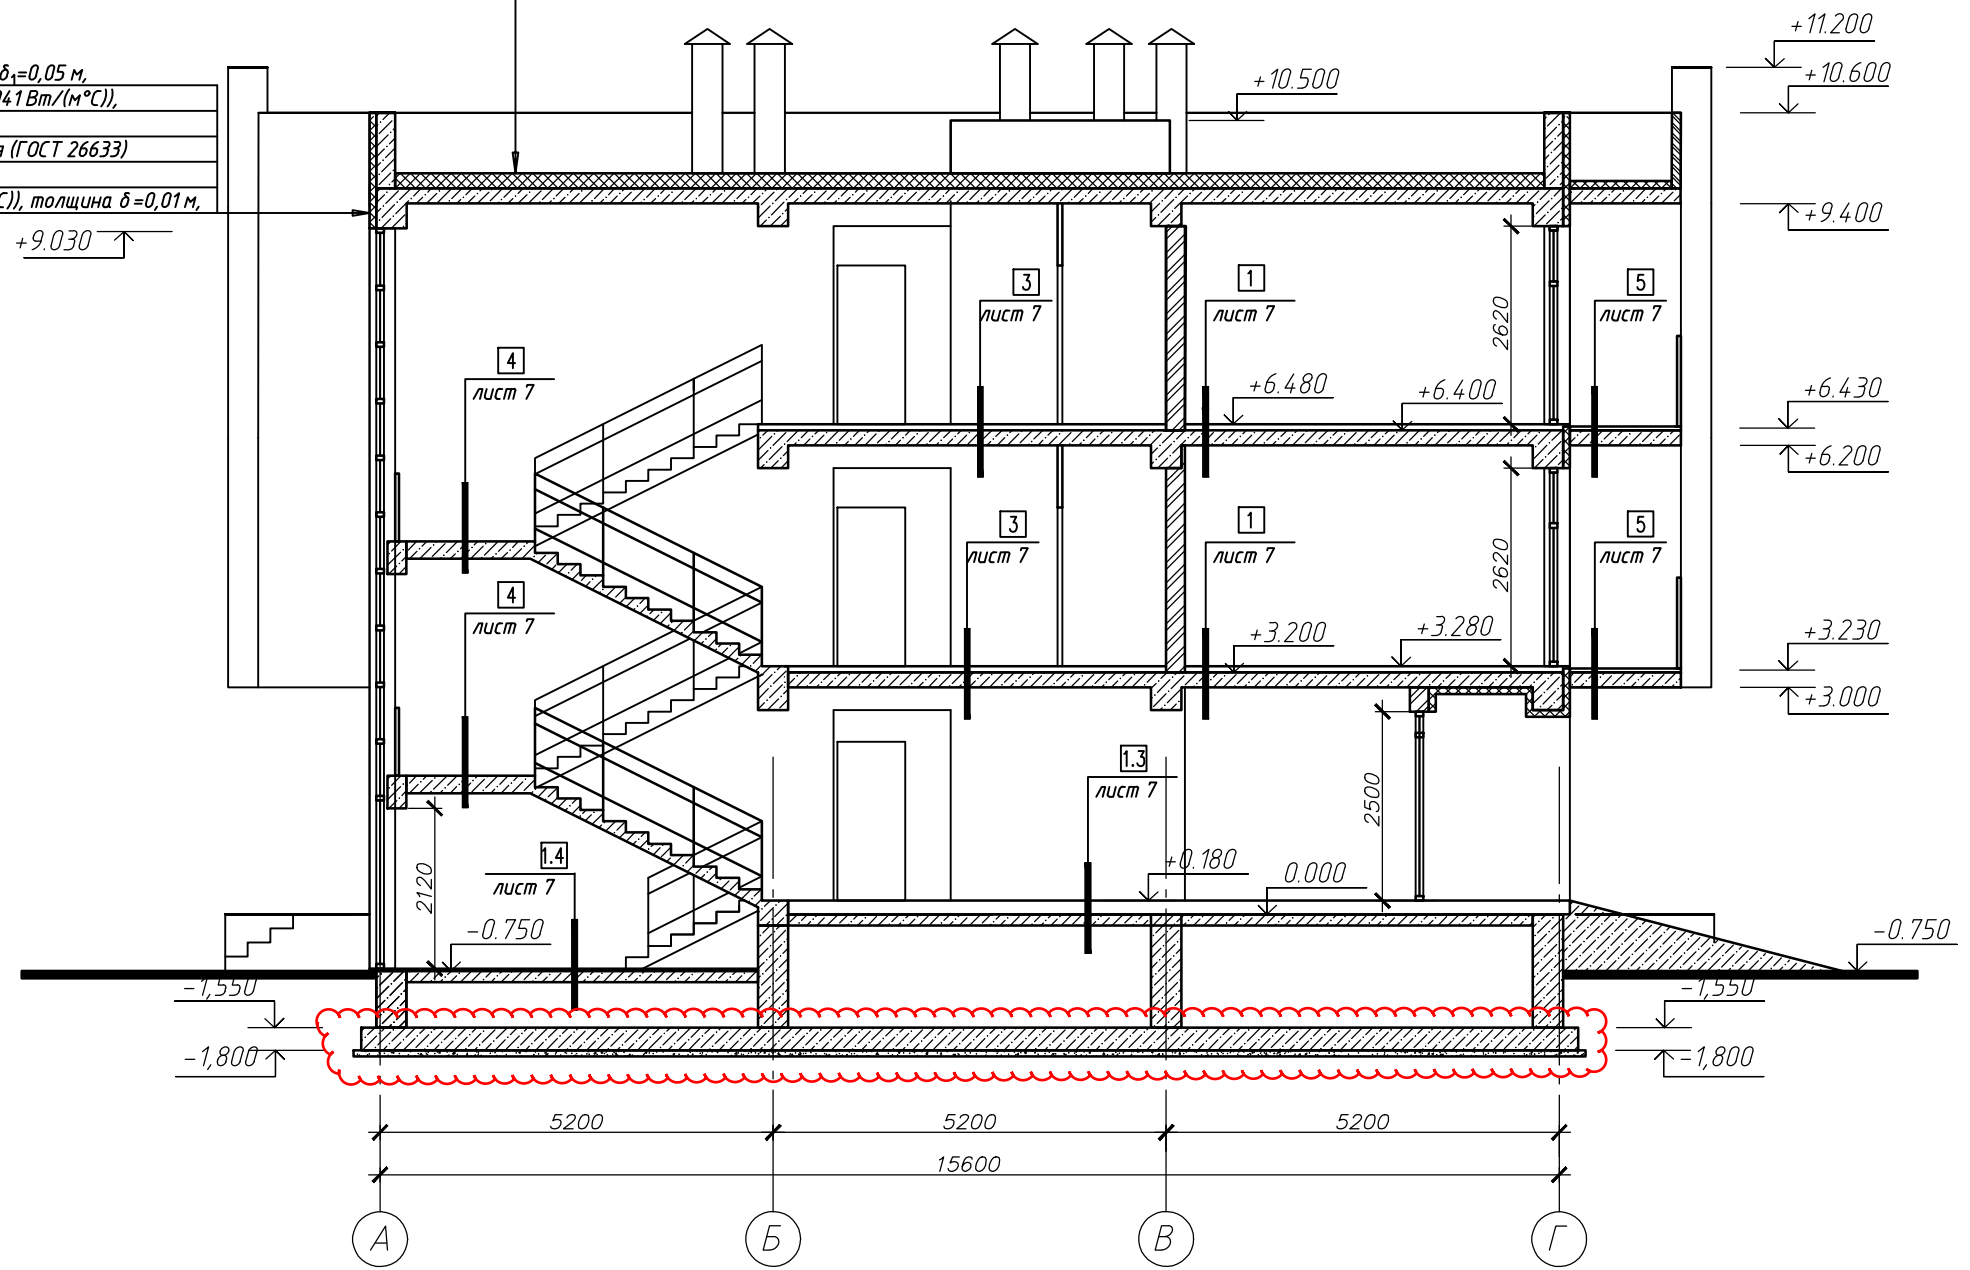 +11.200
δ₁=0,05 м,
+10.500
+10.600
041 Вт/(м°С)),
я (ГОСТ 26633)
С)), толщина δ=0,01 м,
+9.400
+9.030
3
лист 7
1
лист 7
5
лист 7
2620
4
лист 7
+6.480
+6.400
+6.430
+6.200
3
лист 7
1
лист 7
5
лист 7
2620
4
лист 7
+3.200
+3.280
+3.230
+3.000
1.3
лист 7
2500
1.4
лист 7
2120
+0.180
0.000
-0.750
-0.750
-1,550
-1,550
-1,800
-1,800
5200
5200
5200
15600
А
Б
В
Г